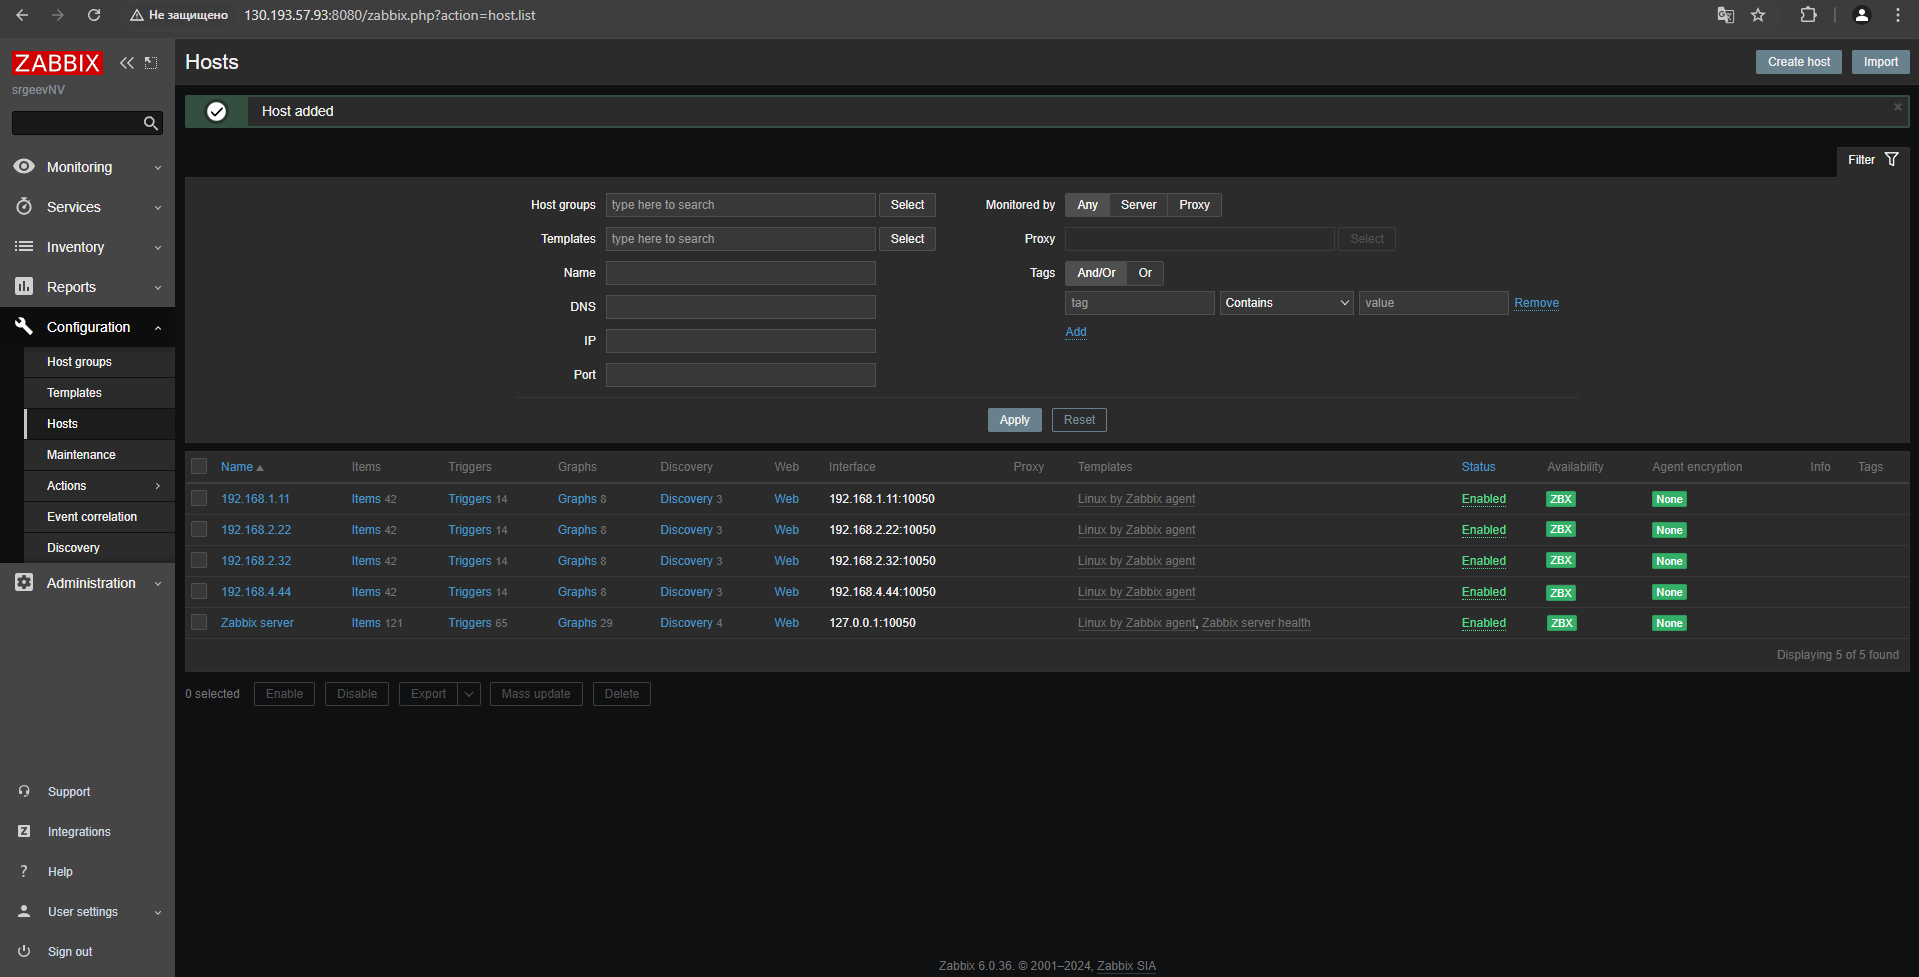 Не защищено 130.193.57.93:8080/zabbix.php?action=host.list
ZABBIX
srgeevNV
Monitoring
Services
Inventory
Reports
Configuration
Host groups
Templates
Hosts
Maintenance
Actions
Event correlation
Discovery
Administration
Support
Integrations
Help
User settings
Sign out
Hosts
Create host Import
Host added
Filter
Host groups type here to search Select
Templates type here to search Select
Name
DNS
IP
Port
Monitored by Any Server Proxy
Proxy Select
Tags And/Or Or
tag Contains value Remove
Add
Apply Reset
Name Items Triggers Graphs Discovery Web Interface Proxy Templates Status Availability Agent encryption Info Tags
192.168.1.11 Items 42 Triggers 14 Graphs 8 Discovery 3 Web 192.168.1.11:10050 Linux by Zabbix agent Enabled ZBX None
192.168.2.22 Items 42 Triggers 14 Graphs 8 Discovery 3 Web 192.168.2.22:10050 Linux by Zabbix agent Enabled ZBX None
192.168.2.32 Items 42 Triggers 14 Graphs 8 Discovery 3 Web 192.168.2.32:10050 Linux by Zabbix agent Enabled ZBX None
192.168.4.44 Items 42 Triggers 14 Graphs 8 Discovery 3 Web 192.168.4.44:10050 Linux by Zabbix agent Enabled ZBX None
Zabbix server Items 121 Triggers 65 Graphs 29 Discovery 4 Web 127.0.0.1:10050 Linux by Zabbix agent, Zabbix server health Enabled ZBX None
Displaying 5 of 5 found
0 selected Enable Disable Export Mass update Delete
Zabbix 6.0.36. © 2001–2024, Zabbix SIA